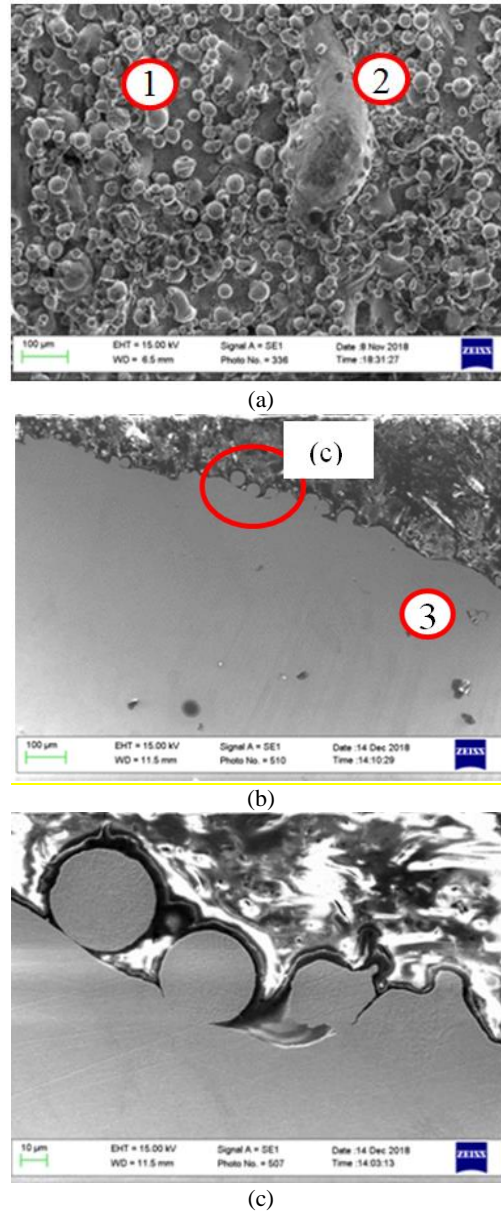 1
2
100 µm
EHT = 15.00 kV
WD = 6.5 mm
Signal A = SE1
Photo No. = 336
Date :8 Nov 2018
Time :18:31:27
ZEISS
(a)
(c)
3
100 µm
EHT = 15.00 kV
WD = 11.5 mm
Signal A = SE1
Photo No. = 510
Date :14 Dec 2018
Time :14:10:29
ZEISS
(b)
10 µm
EHT = 15.00 kV
WD = 11.5 mm
Signal A = SE1
Photo No. = 507
Date :14 Dec 2018
Time :14:03:13
ZEISS
(c)